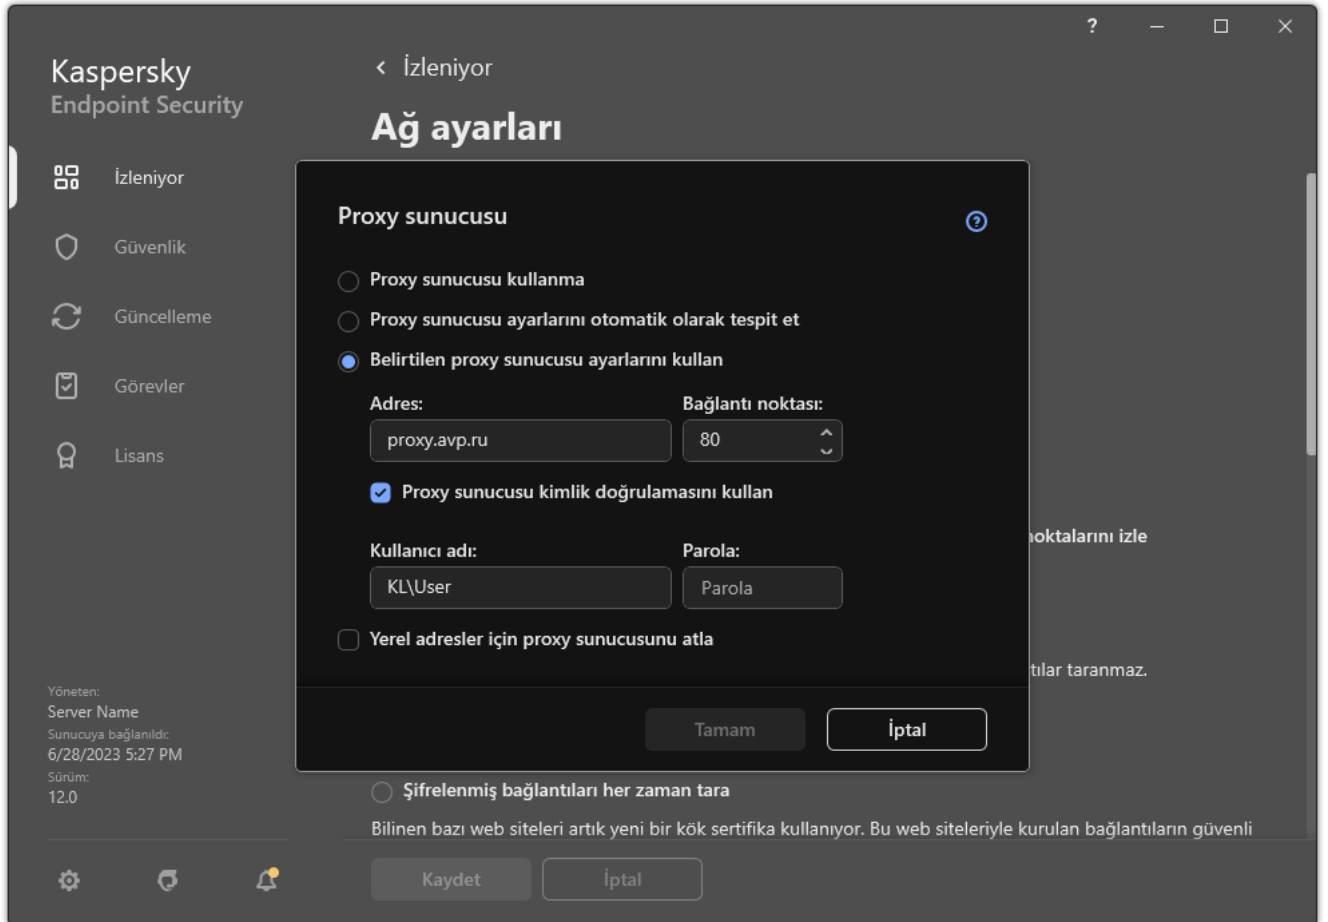 ?
Kaspersky
Endpoint Security
İzleniyor
Ağ ayarları
İzleniyor
Güvenlik
Güncelleme
Görevler
Lisans
Proxy sunucusu
?
Proxy sunucusu kullanma
Proxy sunucusu ayarlarını otomatik olarak tespit et
Belirtilen proxy sunucusu ayarlarını kullan
Adres: Bağlantı noktası:
proxy.avp.ru 80
Proxy sunucusu kimlik doğrulamasını kullan
Kullanıcı adı: Parola:
KL\User Parola
Yerel adresler için proxy sunucusunu atla
Tamam İptal
noktalarını izle
tılar taranmaz.
Yöneten:
Server Name
Sunucuya bağlanıldı:
6/28/2023 5:27 PM
Sürüm:
12.0
Şifrelenmiş bağlantıları her zaman tara
Bilinen bazı web siteleri artık yeni bir kök sertifika kullanıyor. Bu web siteleriyle kurulan bağlantıların güvenli
Kaydet İptal